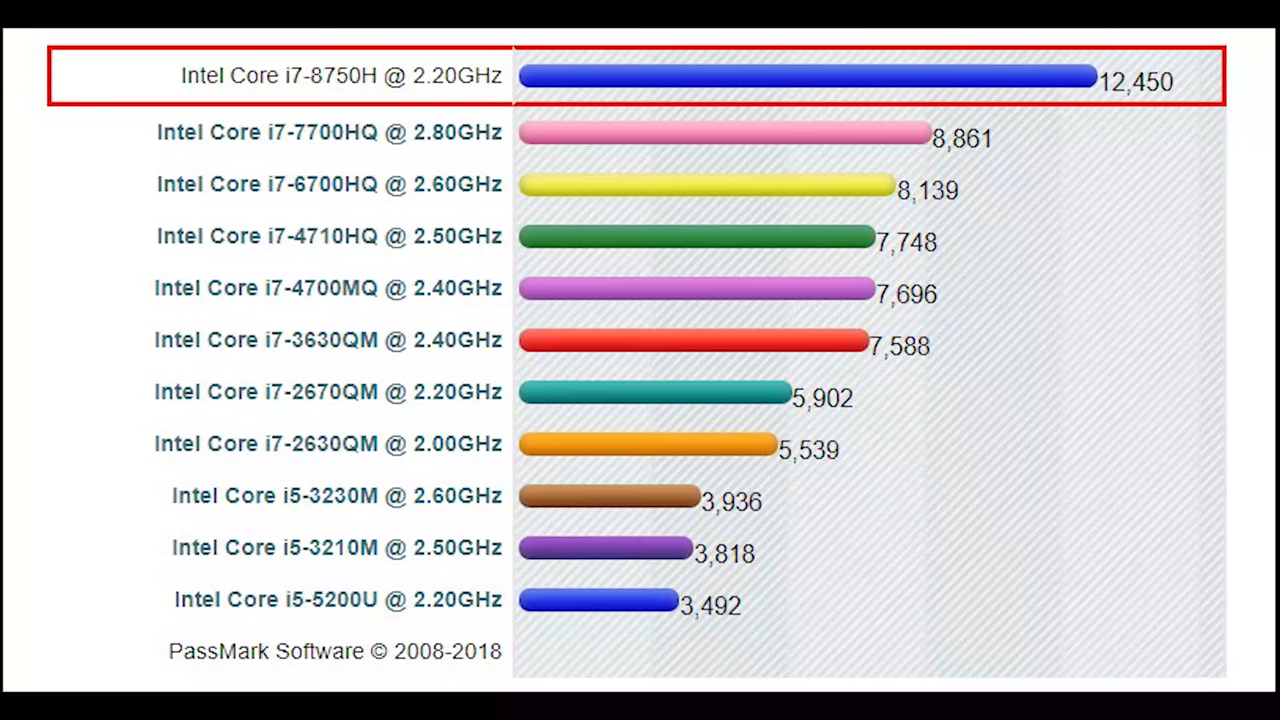 Intel Core i7-8750H @ 2.20GHz 12,450
Intel Core i7-7700HQ @ 2.80GHz 8,861
Intel Core i7-6700HQ @ 2.60GHz 8,139
Intel Core i7-4710HQ @ 2.50GHz 7,748
Intel Core i7-4700MQ @ 2.40GHz 7,696
Intel Core i7-3630QM @ 2.40GHz 7,588
Intel Core i7-2670QM @ 2.20GHz 5,902
Intel Core i7-2630QM @ 2.00GHz 5,539
Intel Core i5-3230M @ 2.60GHz 3,936
Intel Core i5-3210M @ 2.50GHz 3,818
Intel Core i5-5200U @ 2.20GHz 3,492
PassMark Software © 2008-2018